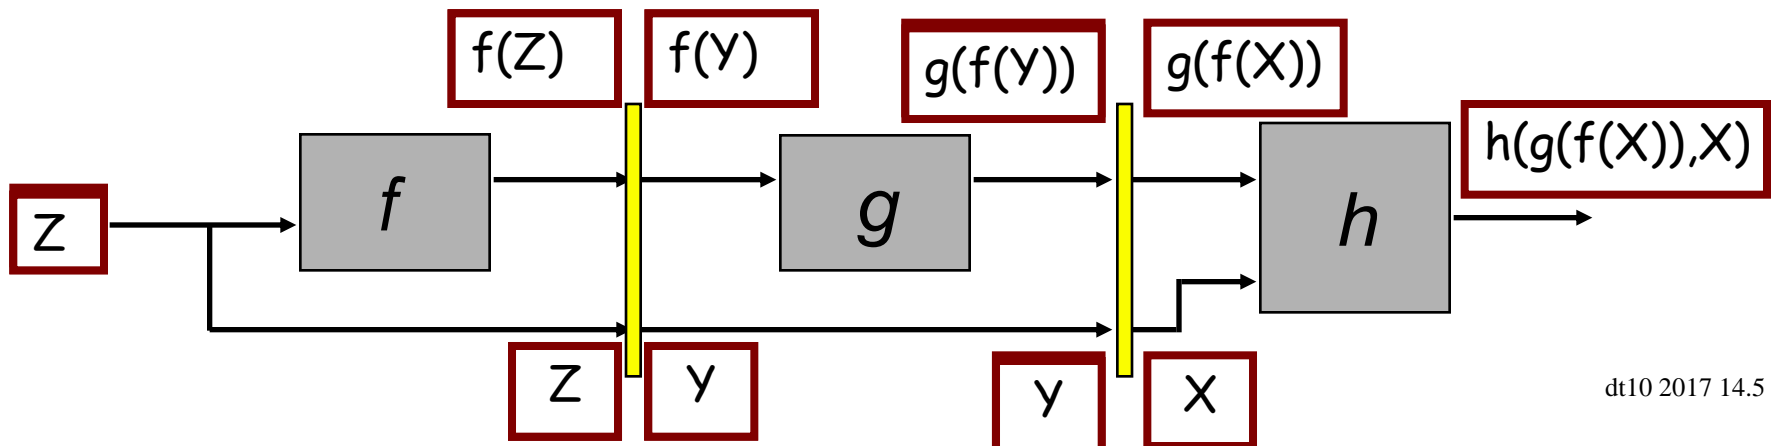 f(Z)
f(Y)
g(f(Y))
g(f(X))
h(g(f(X)),X)
Z
f
g
h
Z
Y
Y
X
dt10 2017 14.5